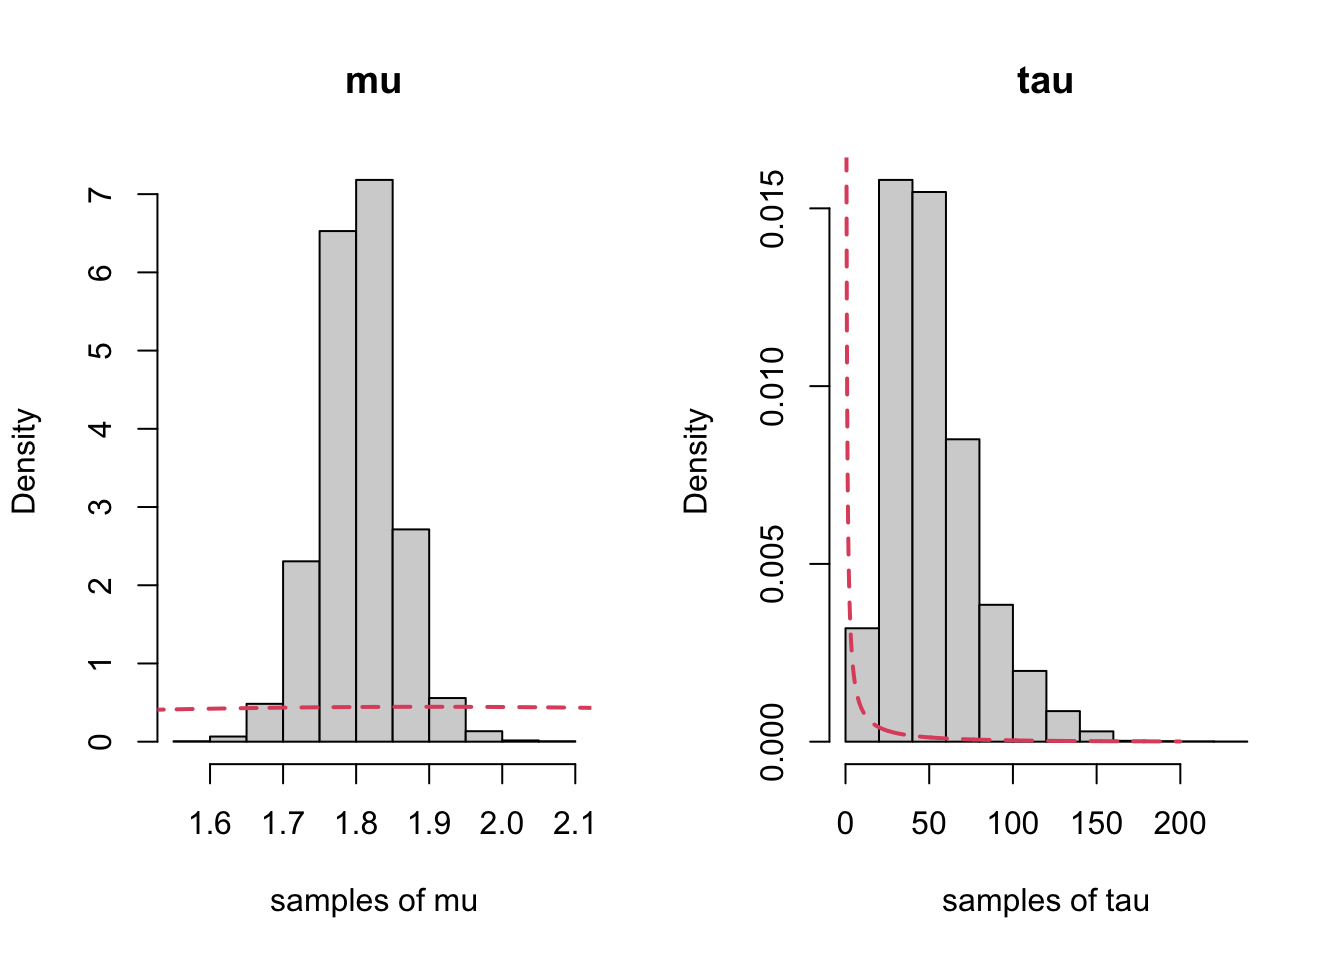 mu
Density
0 1 2 3 4 5 6 7
1.6 1.7 1.8 1.9 2.0 2.1
samples of mu
tau
Density
0.000 0.005 0.010 0.015
0 50 100 150 200
samples of tau